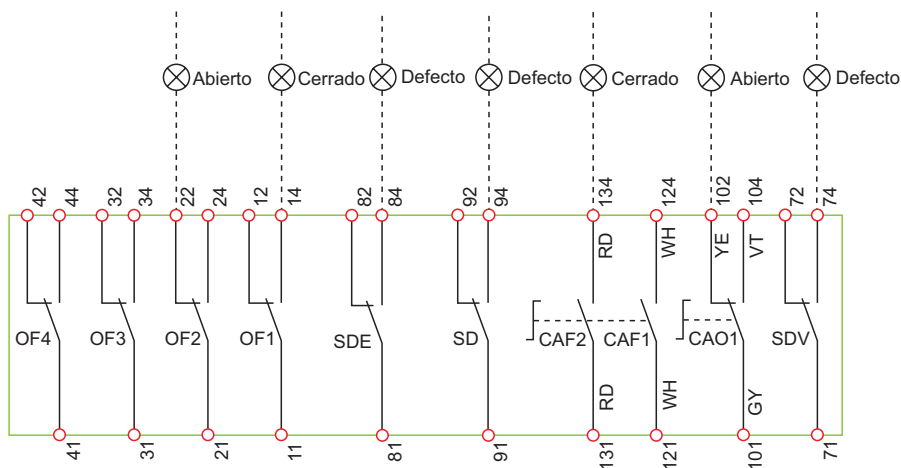 Abierto Cerrado Defecto Defecto Cerrado Abierto Defecto
42 44 32 34 22 24 12 14 82 84 92 94 134 124 102 104 72 74
RD WH YE VT
OF4 OF3 OF2 OF1 SDE SD CAF2 CAF1 CAO1 SDV
RD WH GY
41 31 21 11 81 91 131 121 101 71